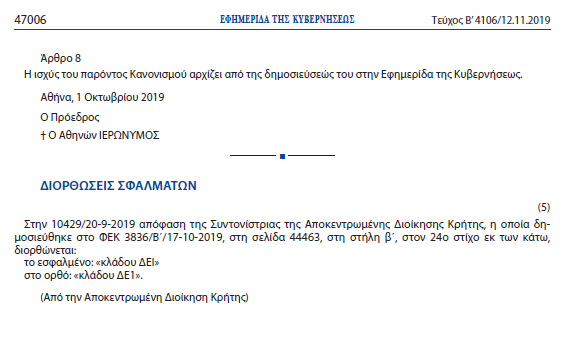 47006
ΕΦΗΜΕΡΙΔΑ ΤΗΣ ΚΥΒΕΡΝΗΣΕΩΣ
Τεύχος Β’ 4106/12.11.2019
Άρθρο 8
Η ισχύς του παρόντος Κανονισμού αρχίζει από της δημοσιεύσεώς του στην Εφημερίδα της Κυβερνήσεως.
Αθήνα, 1 Οκτωβρίου 2019
Ο Πρόεδρος
† Ο Αθηνών ΙΕΡΩΝΥΜΟΣ
ΔΙΟΡΘΩΣΕΙΣ ΣΦΑΛΜΑΤΩΝ
(5)
Στην 10429/20-9-2019 απόφαση της Συντονίστριας της Αποκεντρωμένης Διοίκησης Κρήτης, η οποία δη-
μοσιεύθηκε στο ΦΕΚ 3836/Β΄/17-10-2019, στη σελίδα 44463, στη στήλη β΄, στον 24ο στίχο εκ των κάτω,
διορθώνεται:
το εσφαλμένο: «κλάδου ΔΕΙ»
στο ορθό: «κλάδου ΔΕ1».
(Από την Αποκεντρωμένη Διοίκηση Κρήτης)